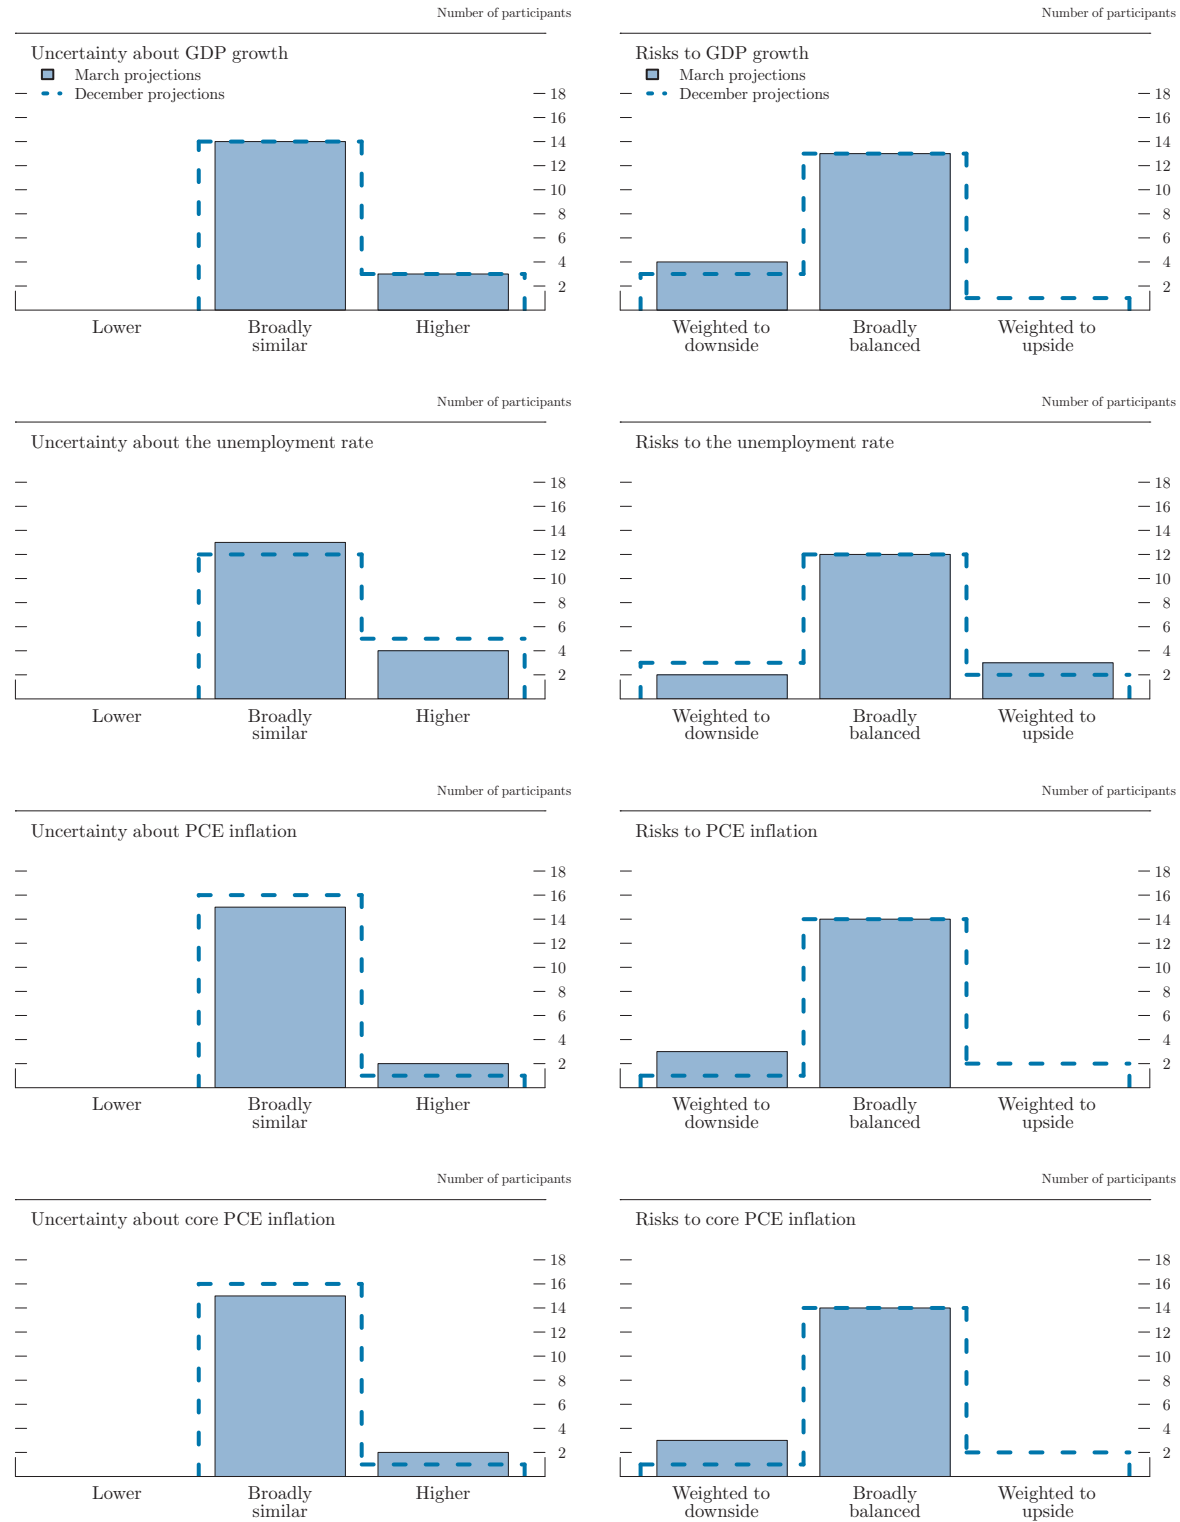 Number of participants
Uncertainty about GDP growth
March projections
December projections
18
16
14
12
10
8
6
4
2
Lower
Broadly
similar
Higher
Number of participants
Risks to GDP growth
March projections
December projections
18
16
14
12
10
8
6
4
2
Weighted to
downside
Broadly
balanced
Weighted to
upside
Number of participants
Uncertainty about the unemployment rate
18
16
14
12
10
8
6
4
2
Lower
Broadly
similar
Higher
Number of participants
Risks to the unemployment rate
18
16
14
12
10
8
6
4
2
Weighted to
downside
Broadly
balanced
Weighted to
upside
Number of participants
Uncertainty about PCE inflation
18
16
14
12
10
8
6
4
2
Lower
Broadly
similar
Higher
Number of participants
Risks to PCE inflation
18
16
14
12
10
8
6
4
2
Weighted to
downside
Broadly
balanced
Weighted to
upside
Number of participants
Uncertainty about core PCE inflation
18
16
14
12
10
8
6
4
2
Lower
Broadly
similar
Higher
Number of participants
Risks to core PCE inflation
18
16
14
12
10
8
6
4
2
Weighted to
downside
Broadly
balanced
Weighted to
upside